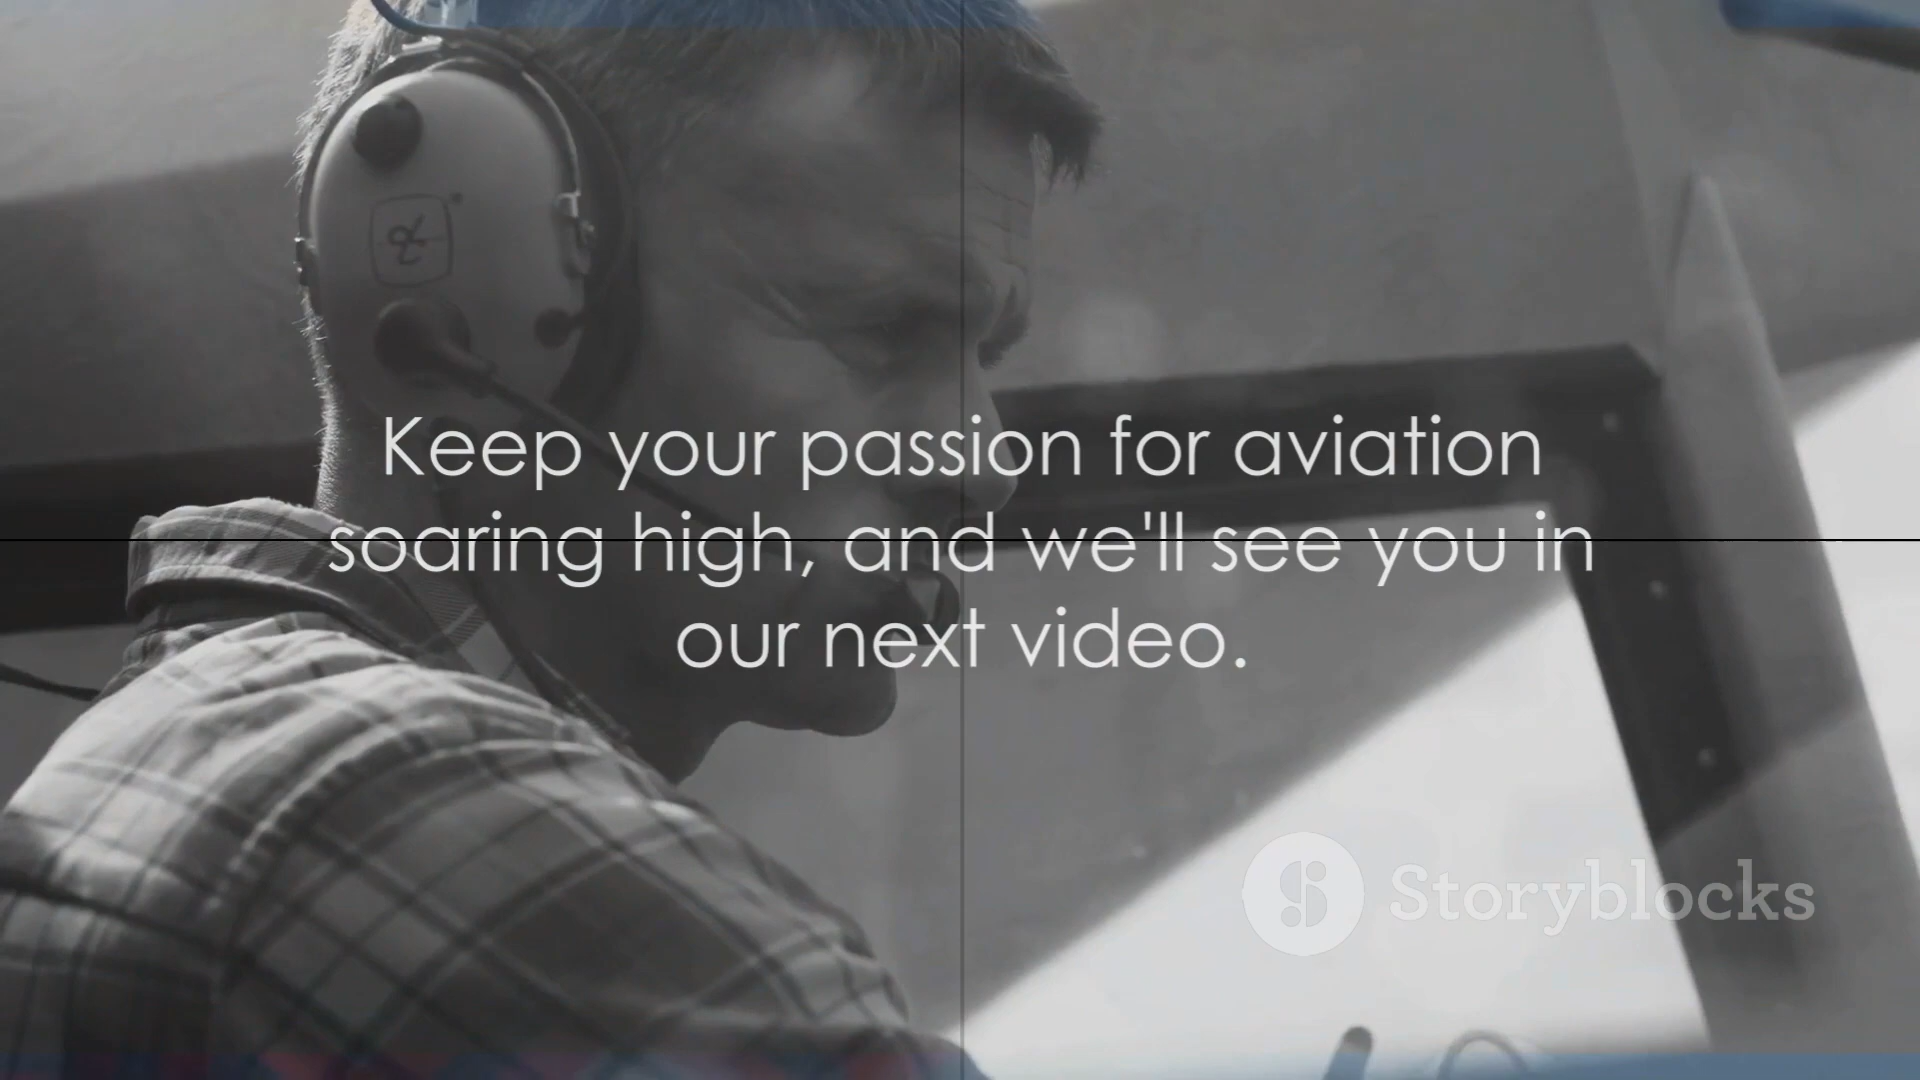 Keep your passion for aviation
soaring high, and we'll see you in
our next video.
Storyblocks